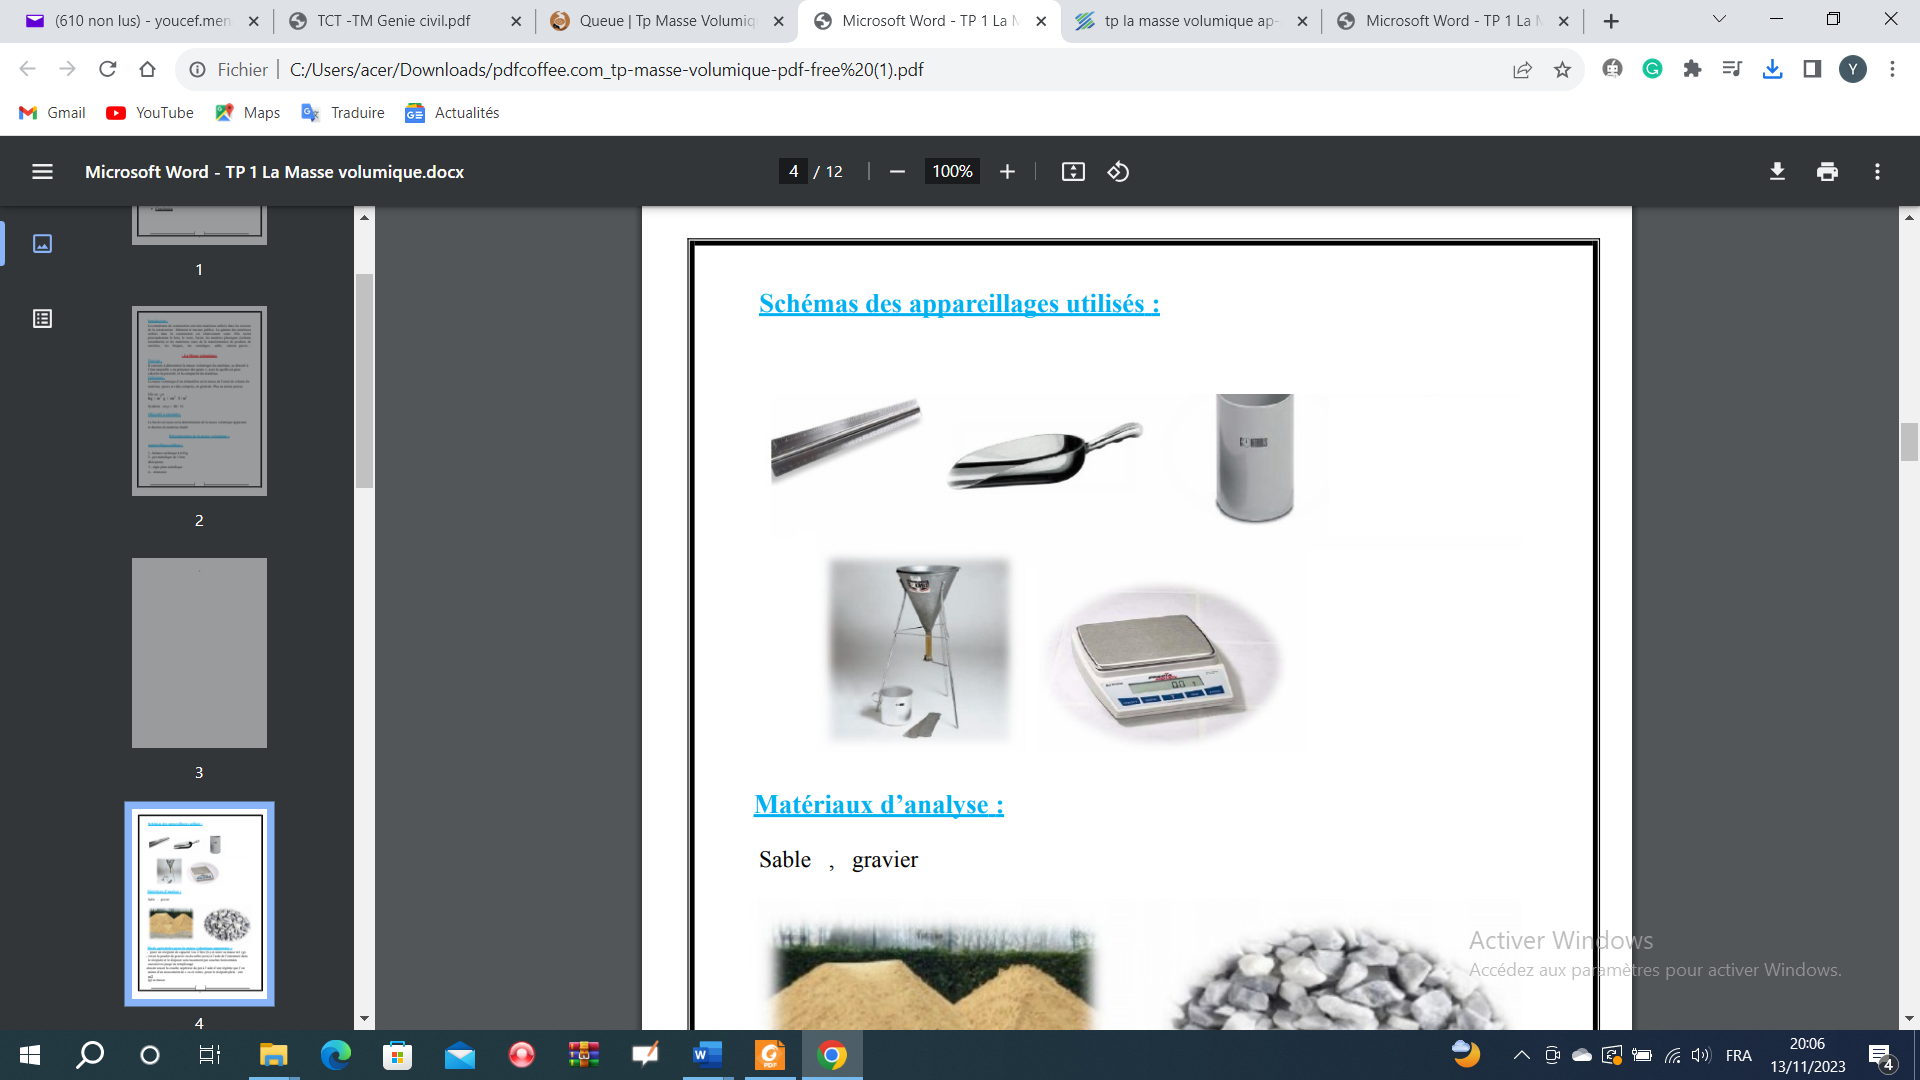 (610 non lus) - youcef.men
TCT -TM Genie civil.pdf
Queue | Tp Masse Volumiq
Microsoft Word - TP 1 La M
tp la masse volumique ap-
Microsoft Word - TP 1 La M
Fichier
C:/Users/acer/Downloads/pdfcoffee.com_tp-masse-volumique-pdf-free%20(1).pdf
Y
Gmail
YouTube
Maps
Traduire
Actualités
Microsoft Word - TP 1 La Masse volumique.docx
4 / 12
100%
1
2
3
4
Schémas des appareillages utilisés :
Matériaux d’analyse :
Sable , gravier
Activer Windows
Accédez aux paramètres pour activer Windows.
FRA
20:06
13/11/2023
4